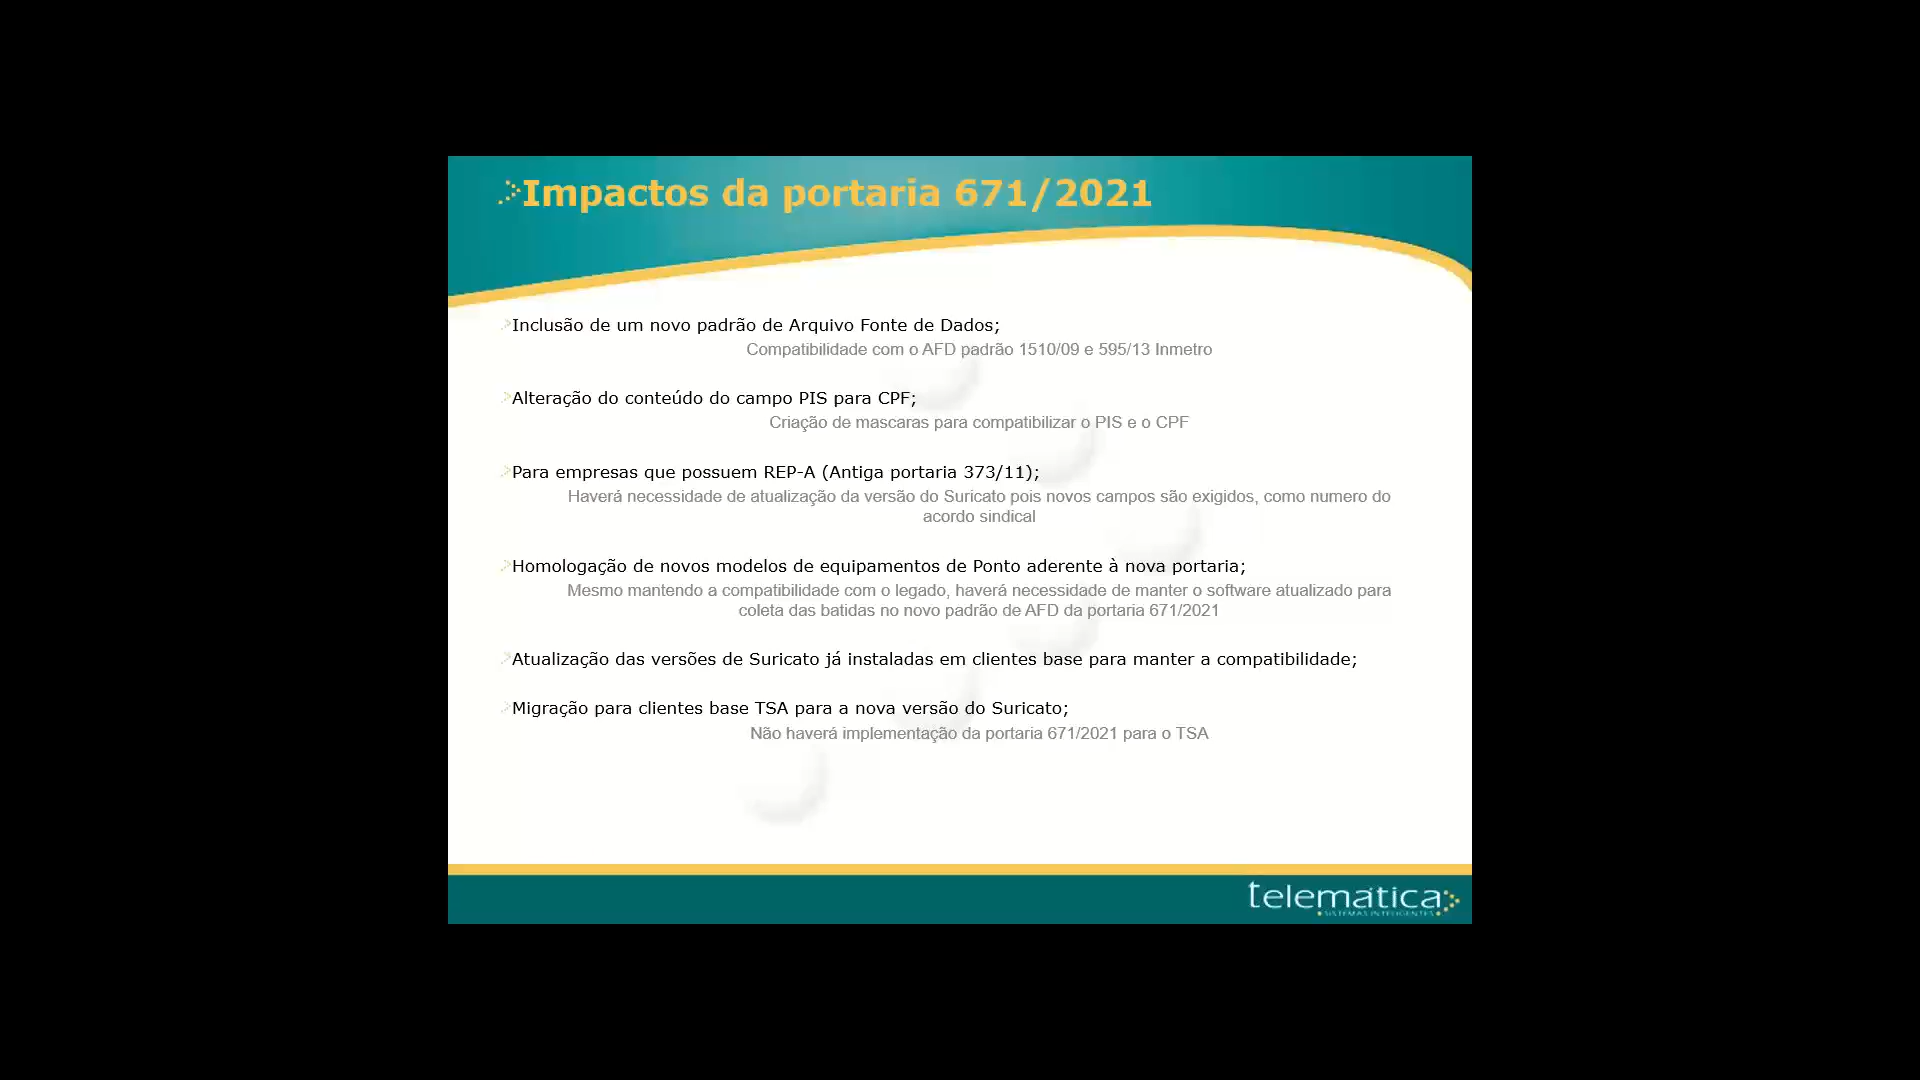 Impactos da portaria 671/2021
Inclusão de um novo padrão de Arquivo Fonte de Dados;
Compatibilidade com o AFD padrão 1510/09 e 595/13 Inmetro
Alteração do conteúdo do campo PIS para CPF;
Criação de mascaras para compatibilizar o PIS e o CPF
Para empresas que possuem REP-A (Antiga portaria 373/11);
Haverá necessidade de atualização da versão do Suricato pois novos campos são exigidos, como numero do
acordo sindical
Homologação de novos modelos de equipamentos de Ponto aderente à nova portaria;
Mesmo mantendo a compatibilidade com o legado, haverá necessidade de manter o software atualizado para
coleta das batidas no novo padrão de AFD da portaria 671/2021
Atualização das versões de Suricato já instaladas em clientes base para manter a compatibilidade;
Migração para clientes base TSA para a nova versão do Suricato;
Não haverá implementação da portaria 671/2021 para o TSA
telemática
SISTEMAS INTELIGENTES